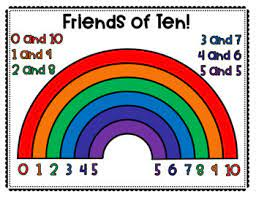 Friends of Ten!
0 and 10
1 and 9
2 and 8
3 and 7
4 and 6
5 and 5
0 1 2 3 4 5
5 6 7 8 9 10